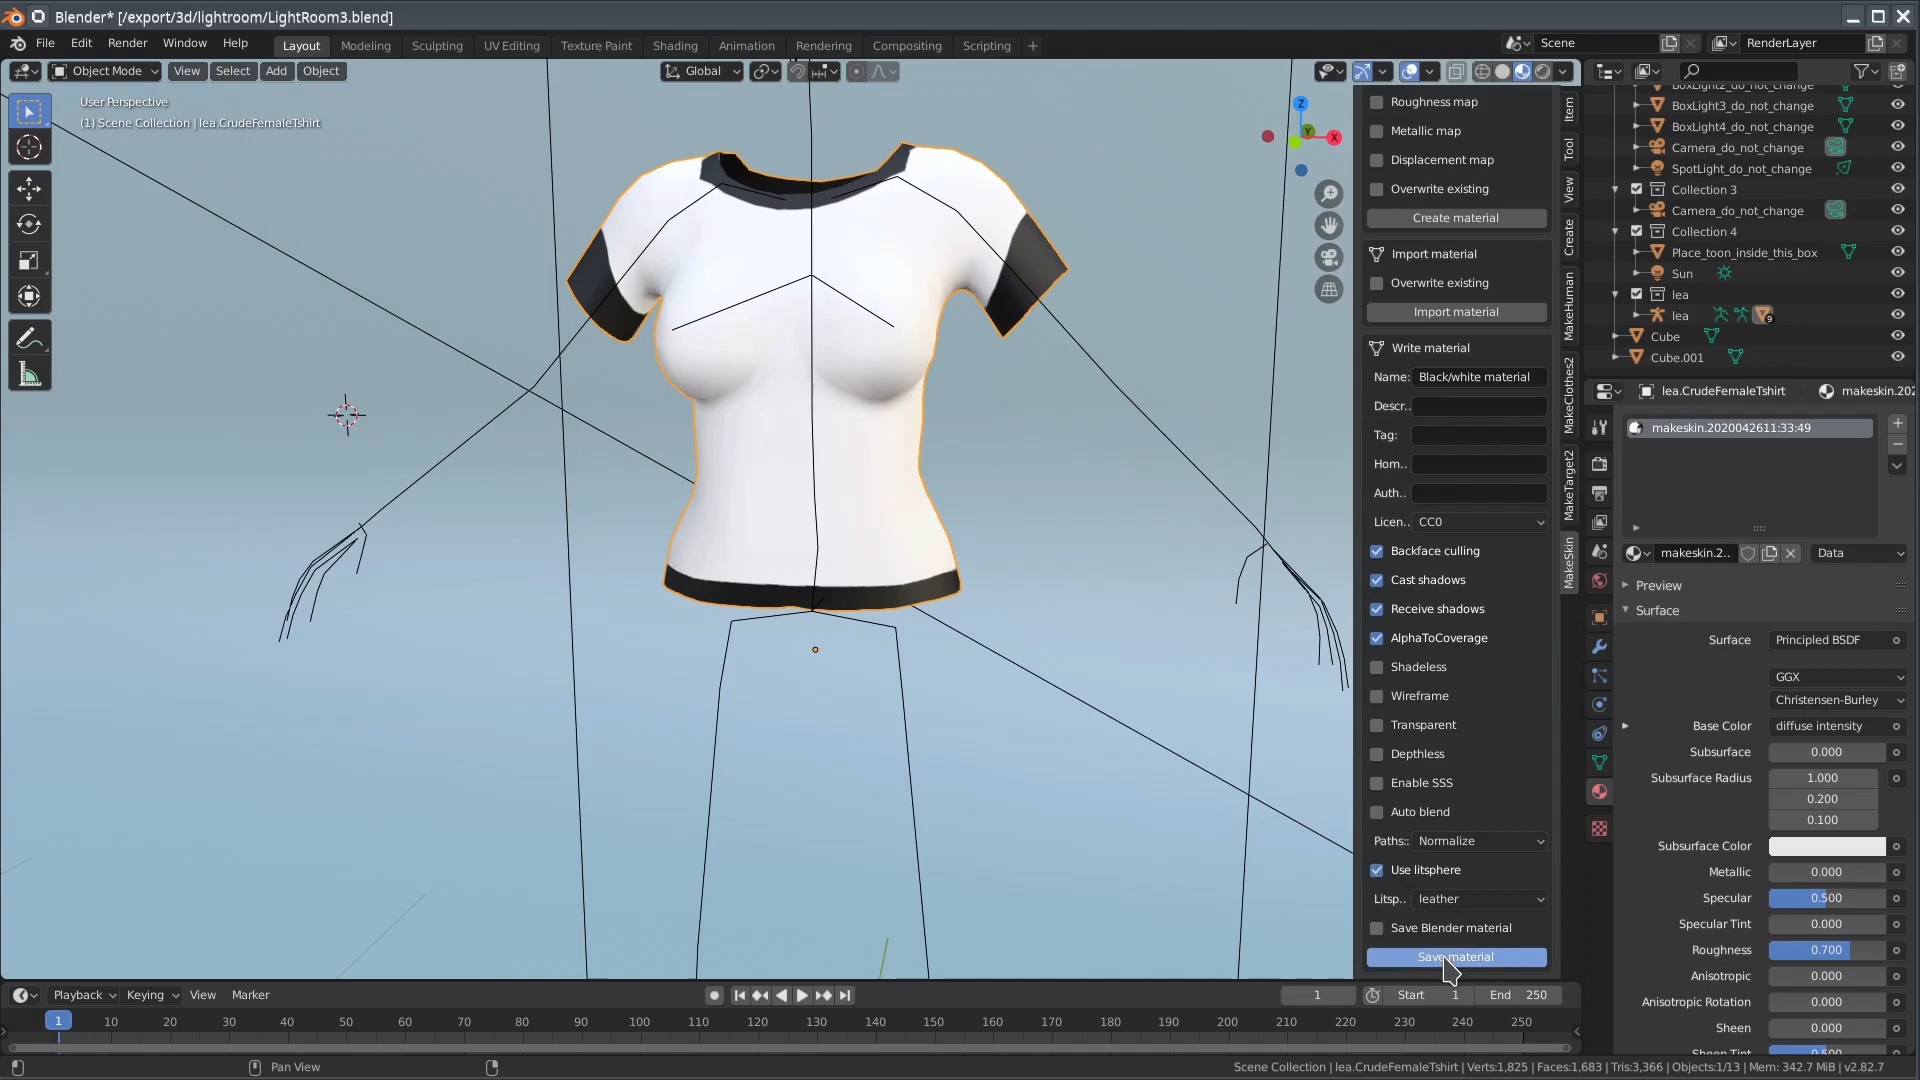 Blender* [/export/3d/lightroom/LightRoom3.blend]
File Edit Render Window Help Layout Modeling Sculpting UV Editing Texture Paint Shading Animation Rendering Compositing Scripting + Scene RenderLayer
Object Mode View Select Add Object Global
User Perspective
(1) Scene Collection | lea.CrudeFemaleTshirt
Z
Y
X
Roughness map
Metallic map
Displacement map
Overwrite existing
Create material
Import material
Overwrite existing
Import material
Write material
Name: Black/white material
Descr..
Tag:
Hom..
Auth..
Licen.. CC0
Backface culling
Cast shadows
Receive shadows
AlphaToCoverage
Shadeless
Wireframe
Transparent
Depthless
Enable SSS
Auto blend
Paths:: Normalize
Use litsphere
Litsp.. leather
Save Blender material
Save material
Item
Tool
View
Create
MakeHuman
MakeClothes2
MakeTarget2
MakeSkin
BoxLight2_do_not_change
BoxLight3_do_not_change
BoxLight4_do_not_change
Camera_do_not_change
SpotLight_do_not_change
Collection 3
Camera_do_not_change
Collection 4
Place_toon_inside_this_box
Sun
lea
lea 9
Cube
Cube.001
lea.CrudeFemaleTshirt makeskin.202
makeskin.2020042611:33:49
makeskin.2.. Data
Preview
Surface
Surface Principled BSDF
GGX
Christensen-Burley
Base Color diffuse intensity
Subsurface 0.000
Subsurface Radius 1.000
0.200
0.100
Subsurface Color
Metallic 0.000
Specular 0.500
Specular Tint 0.000
Roughness 0.700
Anisotropic 0.000
Anisotropic Rotation 0.000
Sheen 0.000
Sheen Tint 0.500
Playback Keying View Marker 1 Start 1 End 250
1 10 20 30 40 50 60 70 80 90 100 110 120 130 140 150 160 170 180 190 200 210 220 230 240 250
Pan View
Scene Collection | lea.CrudeFemaleTshirt | Verts:1,825 | Faces:1,683 | Tris:3,366 | Objects:1/13 | Mem: 342.7 MiB | v2.82.7